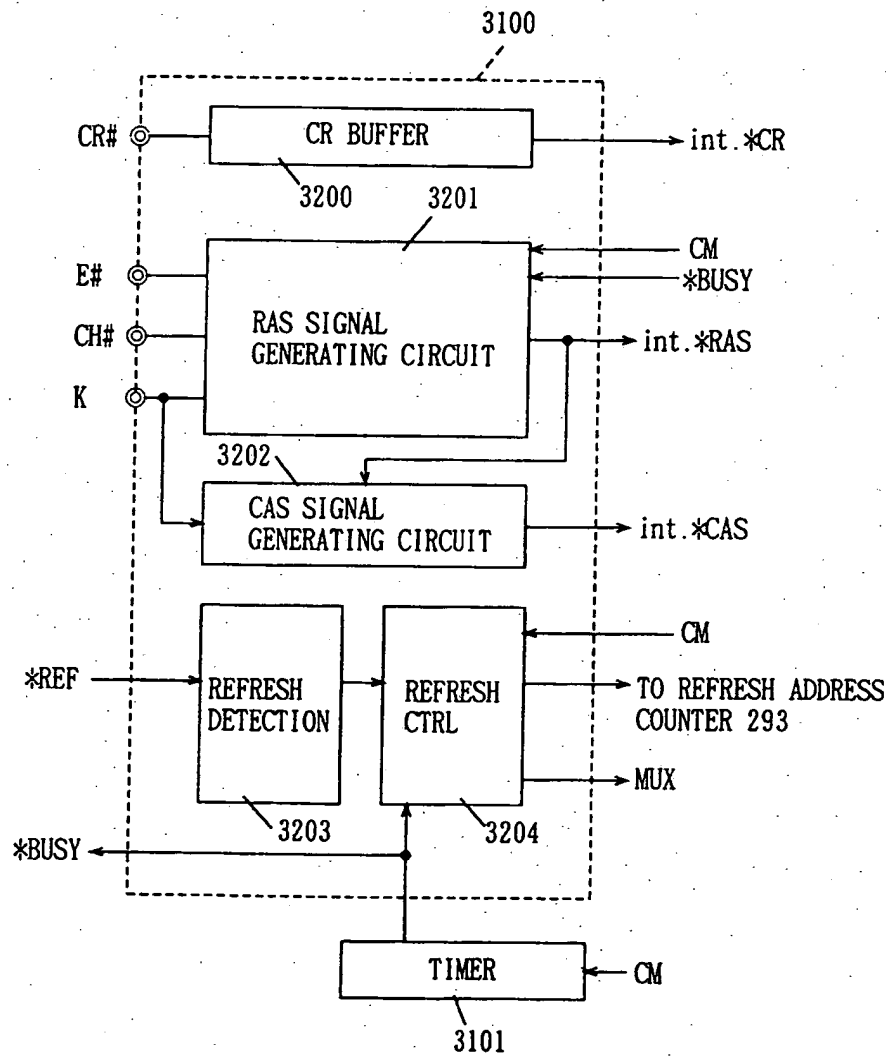 3100
CR#
CR BUFFER
int.*CR
3200
3201
E#
CM
*BUSY
CH#
RAS SIGNAL
GENERATING CIRCUIT
int.*RAS
K
3202
CAS SIGNAL
GENERATING CIRCUIT
int.*CAS
CM
*REF
REFRESH
DETECTION
REFRESH
CTRL
TO REFRESH ADDRESS
COUNTER 293
MUX
3203
3204
*BUSY
TIMER
CM
3101